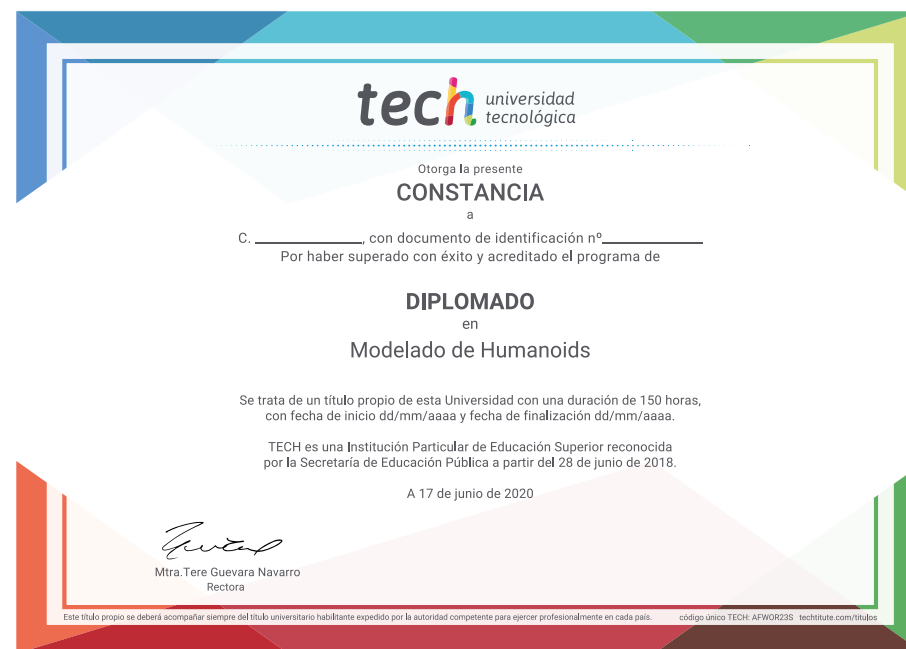 tech universidad
tecnológica
Otorga la presente
CONSTANCIA
a
C. ____________, con documento de identificación nº____________
Por haber superado con éxito y acreditado el programa de
DIPLOMADO
en
Modelado de Humanoids
Se trata de un título propio de esta Universidad con una duración de 150 horas,
con fecha de inicio dd/mm/aaaa y fecha de finalización dd/mm/aaaa.
TECH es una Institución Particular de Educación Superior reconocida
por la Secretaría de Educación Pública a partir del 28 de junio de 2018.
A 17 de junio de 2020
Mtra.Tere Guevara Navarro
Rectora
Este título propio se deberá acompañar siempre del título universitario habilitante expedido por la autoridad competente para ejercer profesionalmente en cada país. código único TECH: AFWOR23S techtitute.com/titulos